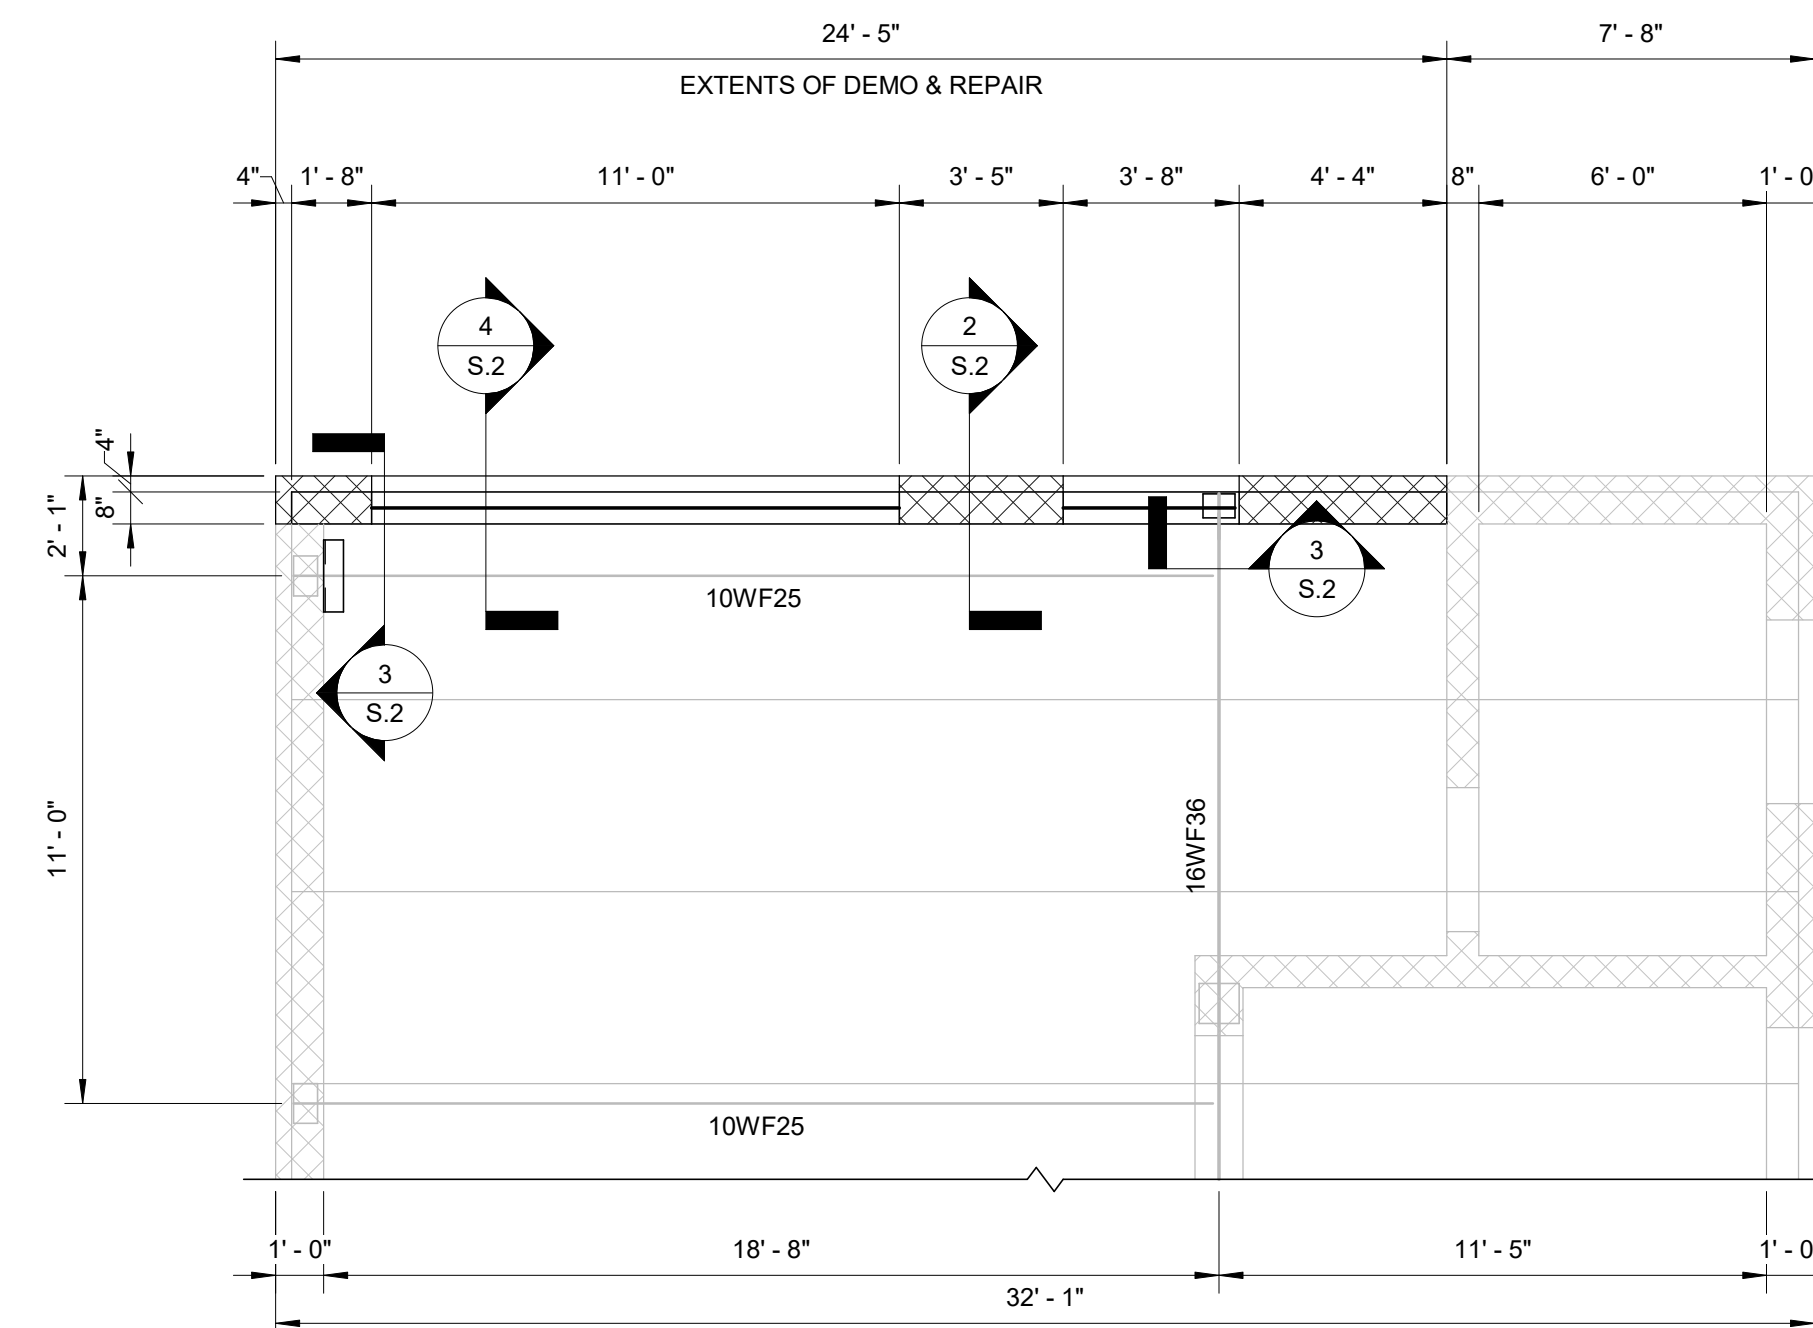 24' - 5"
7' - 8"
EXTENTS OF DEMO & REPAIR
4"
1' - 8"
11' - 0"
3' - 5"
3' - 8"
4' - 4"
8"
6' - 0"
1' - 0
4
S.2
2
S.2
4"
8"
2' - 1"
3
S.2
10WF25
3
S.2
11' - 0"
16WF36
10WF25
1' - 0"
18' - 8"
11' - 5"
1' - 0
32' - 1"